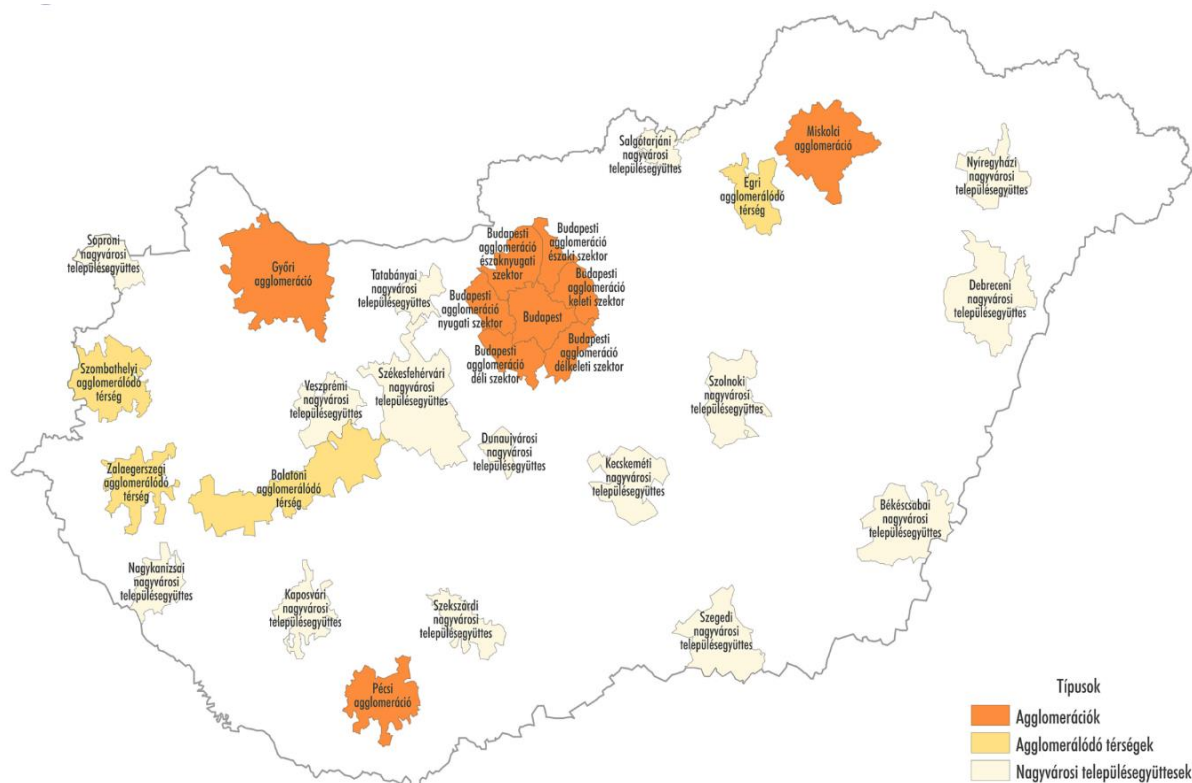 Salgótarjáni
nagyvárosi
településegyüttes
Miskolci
agglomeráció
Egri
agglomerálódó
térség
Nyíregyházi
nagyvárosi
településegyüttes
Soproni
nagyvárosi
településegyüttes
Győri
agglomeráció
Tatabányai
nagyvárosi
településegyüttes
Budapesti
agglomeráció
északnyugati
szektor
Budapesti
agglomeráció
északi szektor
Budapesti
agglomeráció
keleti szektor
Budapesti
agglomeráció
nyugati szektor
Budapest
Budapesti
agglomeráció
déli szektor
Budapesti
agglomeráció
délkeleti szektor
Debreceni
nagyvárosi
településegyüttes
Szombathelyi
agglomerálódó
térség
Veszprémi
nagyvárosi
településegyüttes
Székesfehérvári
nagyvárosi
településegyüttes
Szolnoki
nagyvárosi
településegyüttes
Zalaegerszegi
agglomerálódó
térség
Balatoni
agglomerálódó
térség
Dunaujvárosi
nagyvárosi
településegyüttes
Kecskeméti
nagyvárosi
településegyüttes
Békéscsabai
nagyvárosi
településegyüttes
Nagykanizsai
nagyvárosi
településegyüttes
Kaposvári
nagyvárosi
településegyüttes
Szekszárdi
nagyvárosi
településegyüttes
Szegedi
nagyvárosi
településegyüttes
Pécsi
agglomeráció
Típusok
Agglomerációk
Agglomerálódó térségek
Nagyvárosi településegyüttesek